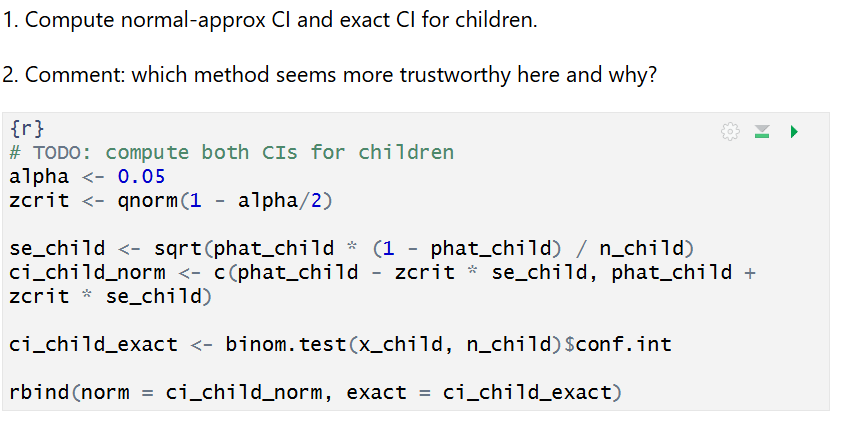 1. Compute normal-approx CI and exact CI for children.
2. Comment: which method seems more trustworthy here and why?
{r}
# TODO: compute both CIs for children
alpha <- 0.05
zcrit <- qnorm(1 - alpha/2)
se_child <- sqrt(phat_child * (1 - phat_child) / n_child)
ci_child_norm <- c(phat_child - zcrit * se_child, phat_child +
zcrit * se_child)
ci_child_exact <- binom.test(x_child, n_child)$conf.int
rbind(norm = ci_child_norm, exact = ci_child_exact)